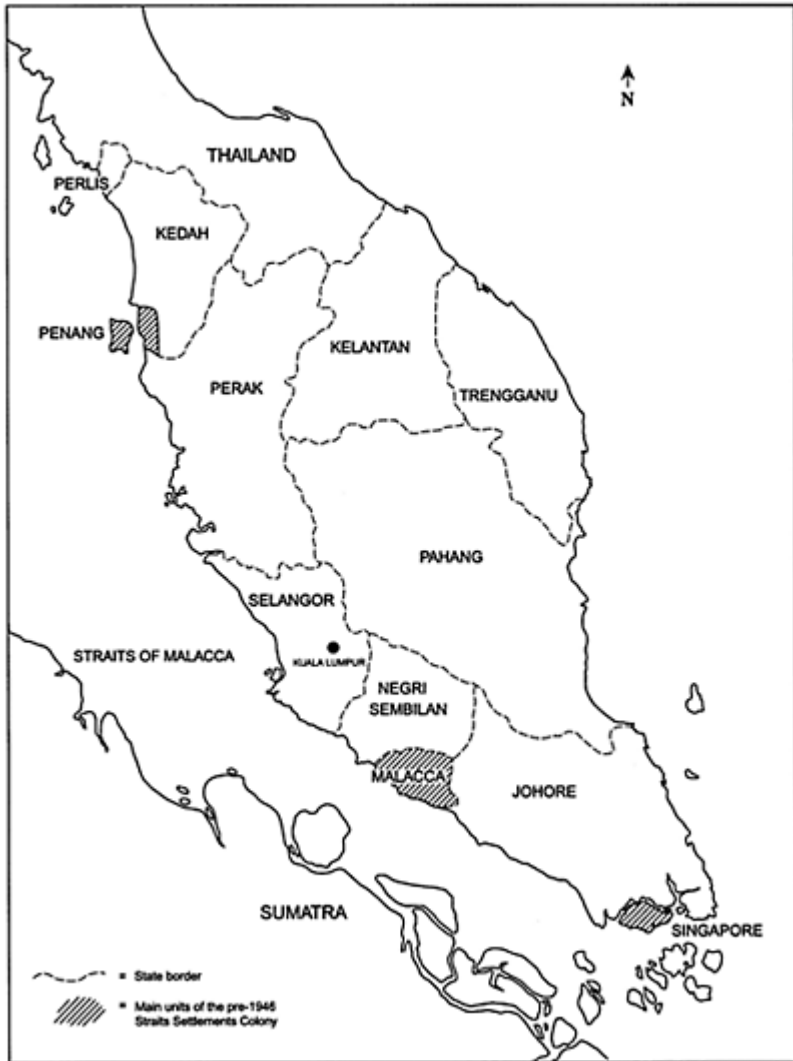 N
THAILAND
PERLIS
KEDAH
PENANG
KELANTAN
PERAK
TRENGGANU
PAHANG
SELANGOR
STRAITS OF MALACCA
KUALA LUMPUR
NEGRI
SEMBILAN
MALACCA
JOHORE
SUMATRA
SINGAPORE
= State border
= Main units of the pre-1946
Straits Settlements Colony